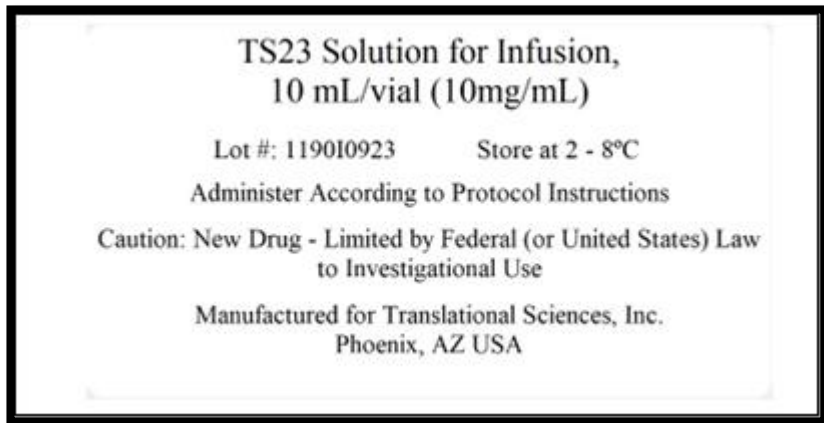 TS23 Solution for Infusion,
10 mL/vial (10mg/mL)
Lot #: 1190I0923 Store at 2 - 8ºC
Administer According to Protocol Instructions
Caution: New Drug - Limited by Federal (or United States) Law
to Investigational Use
Manufactured for Translational Sciences, Inc.
Phoenix, AZ USA